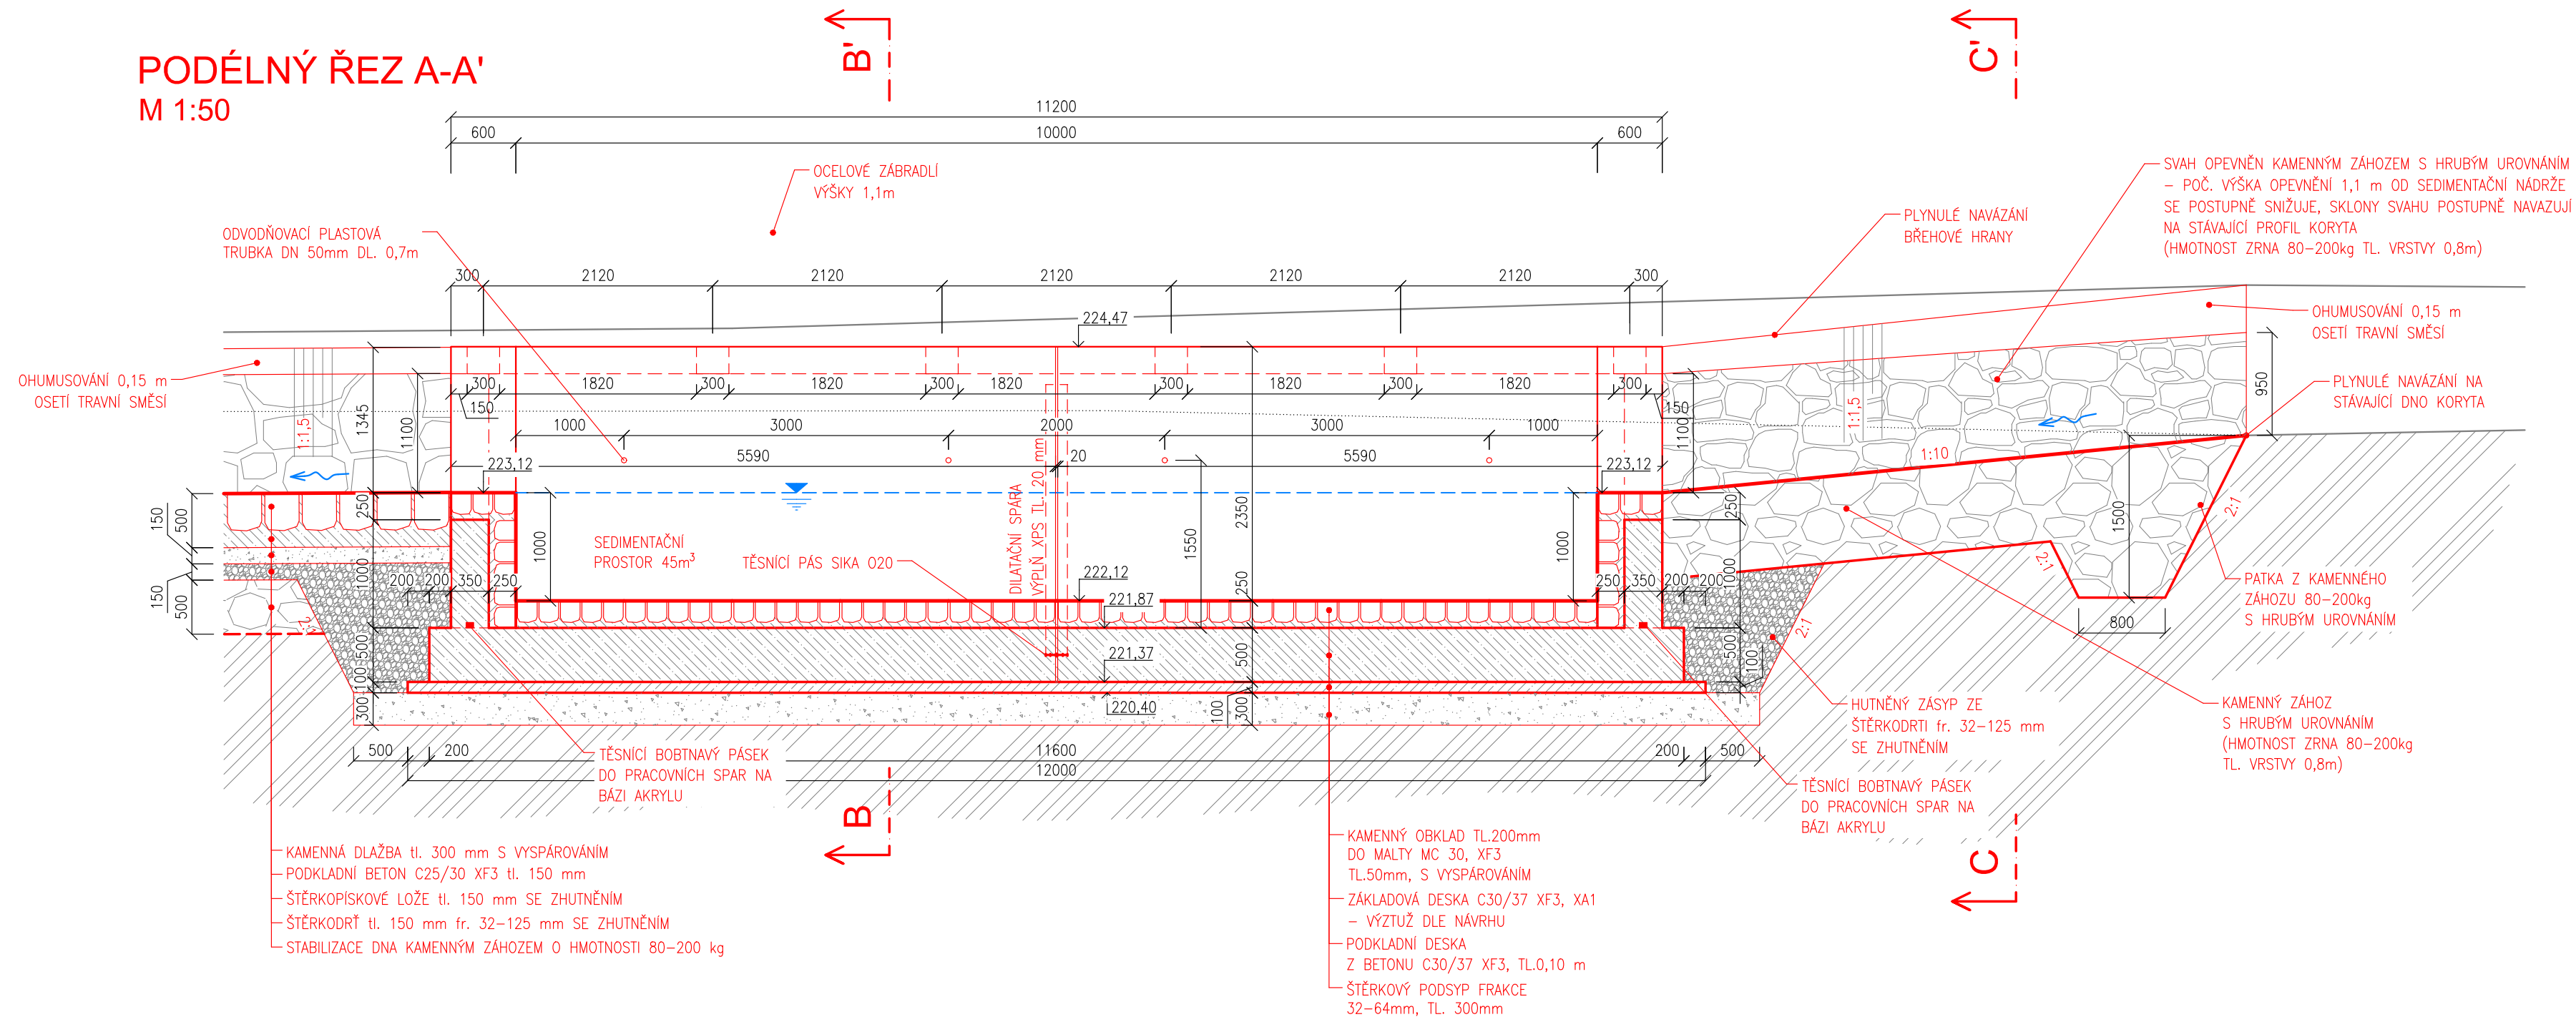 PODÉLNÝ ŘEZ A-A'
M 1:50
B'
C'
11200
600
10000
600
OCELOVÉ ZÁBRADLÍ
VÝŠKY 1,1m
ODVODŇOVACÍ PLASTOVÁ
TRUBKA DN 50mm DL. 0,7m
PLYNULÉ NAVÁZÁNÍ
BŘEHOVÉ HRANY
SVAH OPEVNĚN KAMENNÝM ZÁHOZEM S HRUBÝM UROVNÁNÍM
– POČ. VÝŠKA OPEVNĚNÍ 1,1 m OD SEDIMENTAČNÍ NÁDRŽE
SE POSTUPNĚ SNIŽUJE, SKLONY SVAHU POSTUPNĚ NAVAZUJÍ
NA STÁVAJÍCÍ PROFIL KORYTA
(HMOTNOST ZRNA 80–200kg TL. VRSTVY 0,8m)
300
2120
2120
2120
2120
2120
300
224,47
OHUMUSOVÁNÍ 0,15 m
OSETÍ TRAVNÍ SMĚSÍ
OHUMUSOVÁNÍ 0,15 m
OSETÍ TRAVNÍ SMĚSÍ
PLYNULÉ NAVÁZÁNÍ NA
STÁVAJÍCÍ DNO KORYTA
300
1820
300
1820
300
1820
300
1820
300
1820
300
150
150
1345
1100
1:1,5
1100
1:1,5
950
1000
3000
2000
3000
1000
5590
20
5590
223,12
223,12
1:10
250
150
500
1000
SEDIMENTAČNÍ
PROSTOR 45m³
TĚSNÍCÍ PÁS SIKA O20
DILATAČNÍ SPÁRA
VÝPLŇ XPS TL. 20 mm
1550
2350
1000
250
1500
2:1
2:1
150
500
1000
200
200
350
250
222,12
221,87
250
250
350
200
200
1000
2:1
2:1
800
PATKA Z KAMENNÉHO
ZÁHOZU 80–200kg
S HRUBÝM UROVNÁNÍM
500
100
300
221,37
220,40
500
100
300
500
100
500
200
11600
200
500
12000
TĚSNÍCÍ BOBTNAVÝ PÁSEK
DO PRACOVNÍCH SPAR NA
BÁZI AKRYLU
HUTNĚNÝ ZÁSYP ZE
ŠTĚRKODRTI fr. 32–125 mm
SE ZHUTNĚNÍM
KAMENNÝ ZÁHOZ
S HRUBÝM UROVNÁNÍM
(HMOTNOST ZRNA 80–200kg
TL. VRSTVY 0,8m)
TĚSNÍCÍ BOBTNAVÝ PÁSEK
DO PRACOVNÍCH SPAR NA
BÁZI AKRYLU
B
C
KAMENNÁ DLAŽBA tl. 300 mm S VYSPÁROVÁNÍM
PODKLADNÍ BETON C25/30 XF3 tl. 150 mm
ŠTĚRKOPÍSKOVÉ LOŽE tl. 150 mm SE ZHUTNĚNÍM
ŠTĚRKODRŤ tl. 150 mm fr. 32–125 mm SE ZHUTNĚNÍM
STABILIZACE DNA KAMENNÝM ZÁHOZEM O HMOTNOSTI 80–200 kg
KAMENNÝ OBKLAD TL.200mm
DO MALTY MC 30, XF3
TL.50mm, S VYSPÁROVÁNÍM
ZÁKLADOVÁ DESKA C30/37 XF3, XA1
– VÝZTUŽ DLE NÁVRHU
PODKLADNÍ DESKA
Z BETONU C30/37 XF3, TL.0,10 m
ŠTĚRKOVÝ PODSYP FRAKCE
32–64mm, TL. 300mm